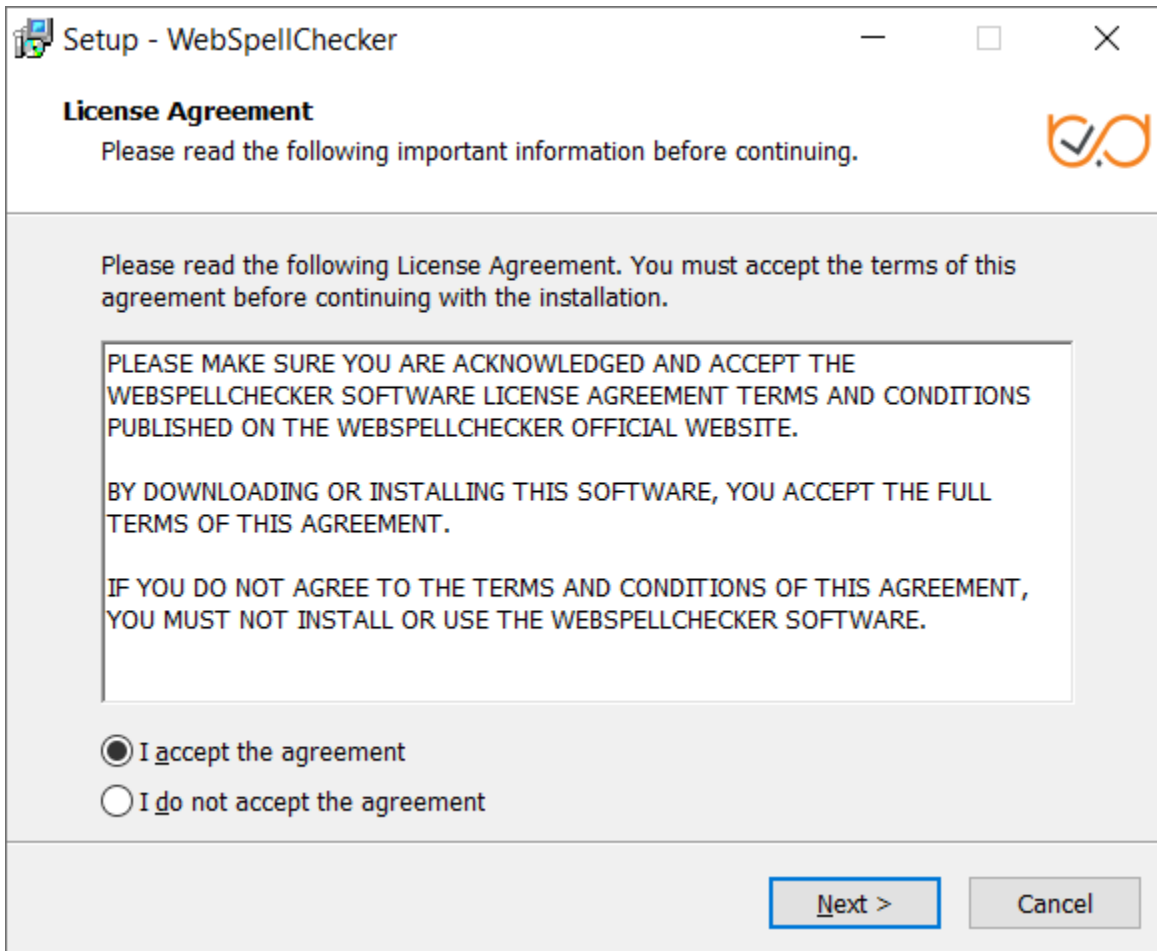 Setup - WebSpellChecker
License Agreement
Please read the following important information before continuing.
Please read the following License Agreement. You must accept the terms of this
agreement before continuing with the installation.
PLEASE MAKE SURE YOU ARE ACKNOWLEDGED AND ACCEPT THE
WEBSPELLCHECKER SOFTWARE LICENSE AGREEMENT TERMS AND CONDITIONS
PUBLISHED ON THE WEBSPELLCHECKER OFFICIAL WEBSITE.
BY DOWNLOADING OR INSTALLING THIS SOFTWARE, YOU ACCEPT THE FULL
TERMS OF THIS AGREEMENT.
IF YOU DO NOT AGREE TO THE TERMS AND CONDITIONS OF THIS AGREEMENT,
YOU MUST NOT INSTALL OR USE THE WEBSPELLCHECKER SOFTWARE.
I accept the agreement
I do not accept the agreement
Next >
Cancel